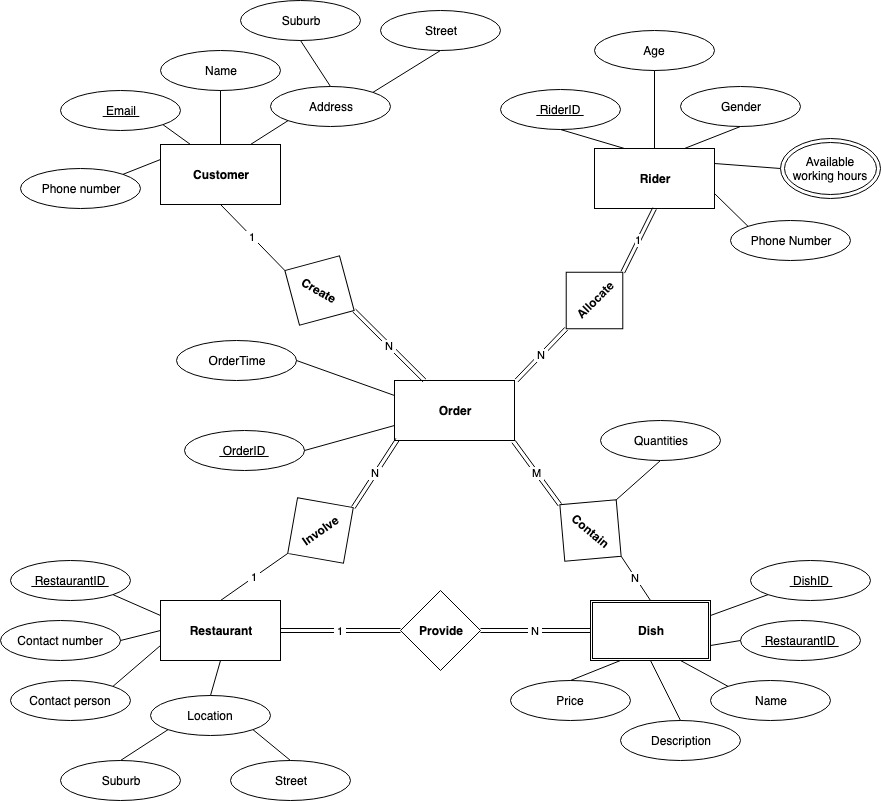 Suburb
Street
Name
Age
Email
Address
RiderID
Gender
Customer
Phone number
Rider
Available
working hours
1
1
Phone Number
Create
Allocate
N
N
OrderTime
Order
OrderID
Quantities
N
M
Involve
Contain
RestaurantID
1
N
DishID
Restaurant
1
Provide
N
Dish
Contact number
RestaurantID
Contact person
Price
Name
Location
Description
Suburb
Street